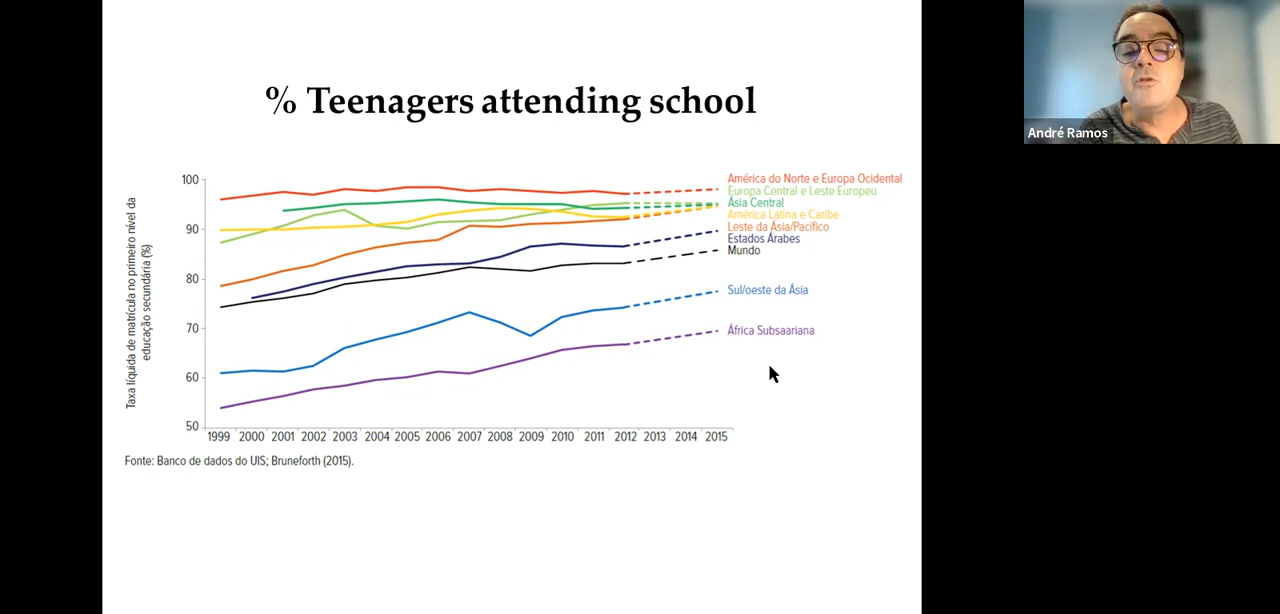 % Teenagers attending school
André Ramos
Taxa líquida de matrícula no primeiro nível da
educação secundária (%)
100
90
80
70
60
50
América do Norte e Europa Ocidental
Europa Central e Leste Europeu
Ásia Central
América Latina e Caribe
Leste da Ásia/Pacífico
Estados Árabes
Mundo
Sul/oeste da Ásia
África Subsaariana
1999 2000 2001 2002 2003 2004 2005 2006 2007 2008 2009 2010 2011 2012 2013 2014 2015
Fonte: Banco de dados do UIS; Bruneforth (2015).